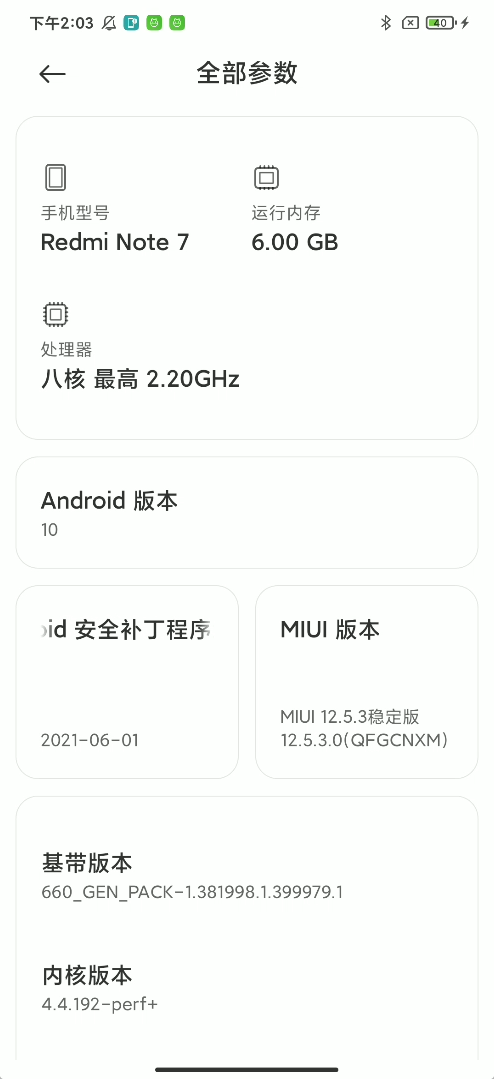 下午2:03
40
全部参数
手机型号
运行内存
Redmi Note 7
6.00 GB
处理器
八核 最高 2.20GHz
Android 版本
10
id 安全补丁程序
MIUI 版本
2021-06-01
MIUI 12.5.3稳定版
12.5.3.0(QFGCNXM)
基带版本
660_GEN_PACK-1.381998.1.399979.1
内核版本
4.4.192-perf+